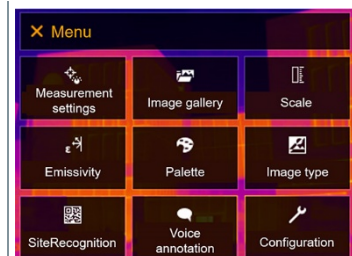 Menu
Measurement
settings
Image gallery
Scale
ε
Emissivity
Palette
Image type
SiteRecognition
Voice
annotation
Configuration